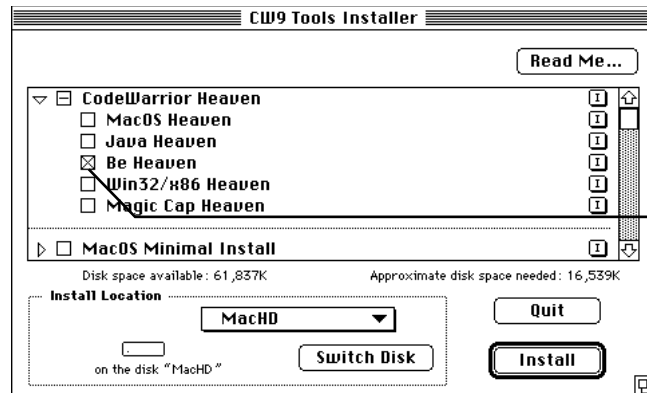 CW9 Tools Installer
Read Me...
CodeWarrior Heaven
MacOS Heaven
Java Heaven
Be Heaven
Win32/x86 Heaven
Magic Cap Heaven
MacOS Minimal Install
Disk space available: 61,837K Approximate disk space needed: 16,539K
Install Location
MacHD
Quit
on the disk "MacHD"
Switch Disk
Install